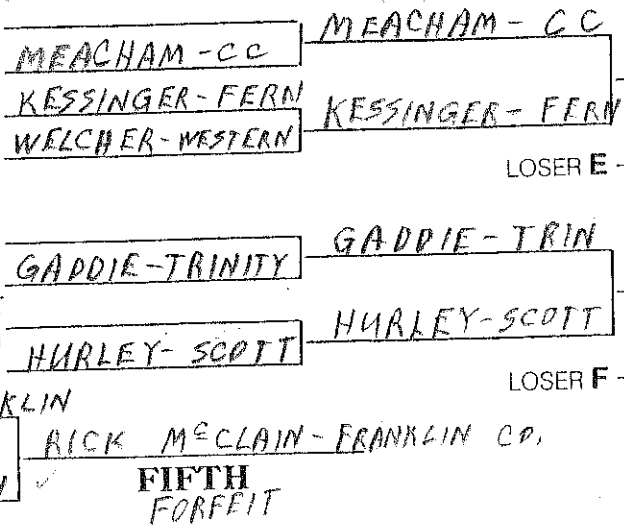 MEACHAM - CC
MEACHAM - CC
KESSINGER - FERN
KESSINGER - FERN
WELCHER - WESTERN
LOSER E -
GADDIE - TRIN
GADDIE - TRINITY
HURLEY - SCOTT
HURLEY - SCOTT
LOSER F -
KLIN
RICK McCLAIN - FRANKLIN CO.
FIFTH
FORFEIT